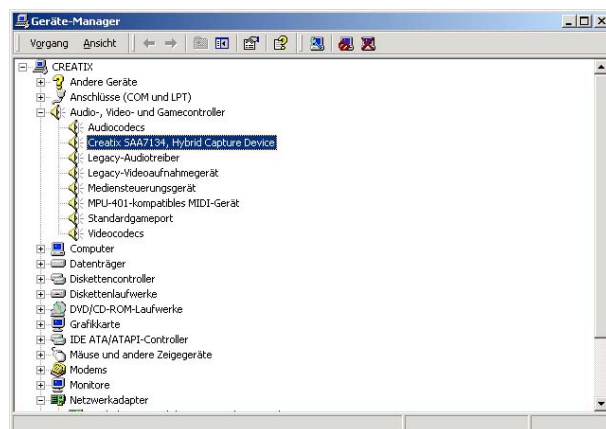 Geräte-Manager
Vorgang Ansicht
CREATIX
Andere Geräte
Anschlüsse (COM und LPT)
Audio-, Video- und Gamecontroller
Audiocodecs
Creatix SAA7134, Hybrid Capture Device
Legacy-Audiotreiber
Legacy-Videoaufnahmegerät
Mediensteuerungsgerät
MPU-401-kompatibles MIDI-Gerät
Standardgameport
Videocodecs
Computer
Datenträger
Diskettencontroller
Diskettenlaufwerke
DVD/CD-ROM-Laufwerke
Grafikkarte
IDE ATA/ATAPI-Controller
Mäuse und andere Zeigegeräte
Modems
Monitore
Netzwerkadapter